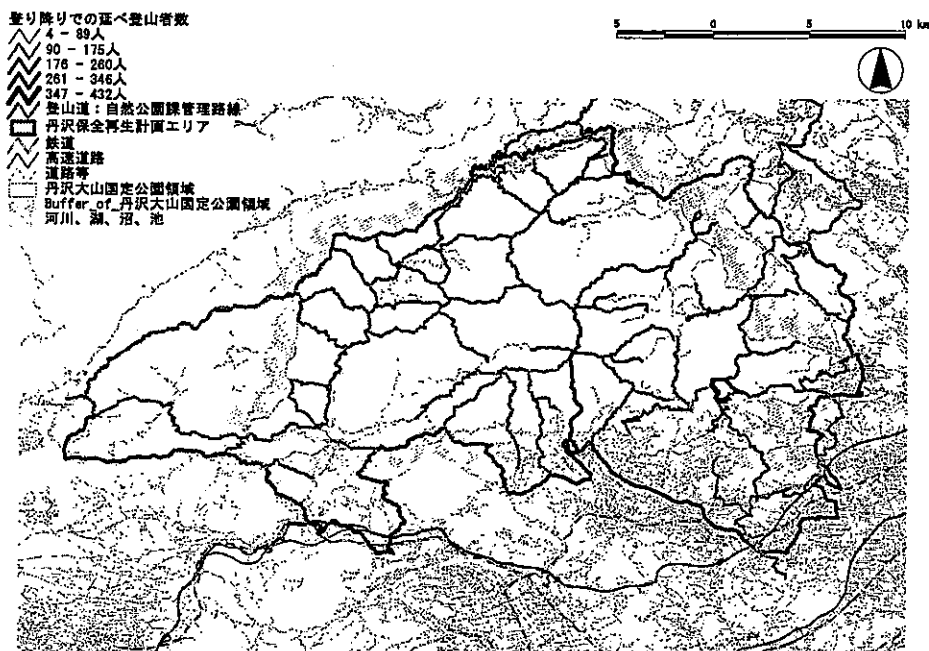 登り降りでの延べ登山者数
4 - 89人
90 - 175人
176 - 260人
261 - 346人
347 - 432人
登山道：自然公園課管理路線
丹沢保全再生計画エリア
鉄道
高速道路
道路等
丹沢大山国定公園領域
Buffer_of_丹沢大山国定公園領域
河川、湖、沼、池
5 0 5 10 km